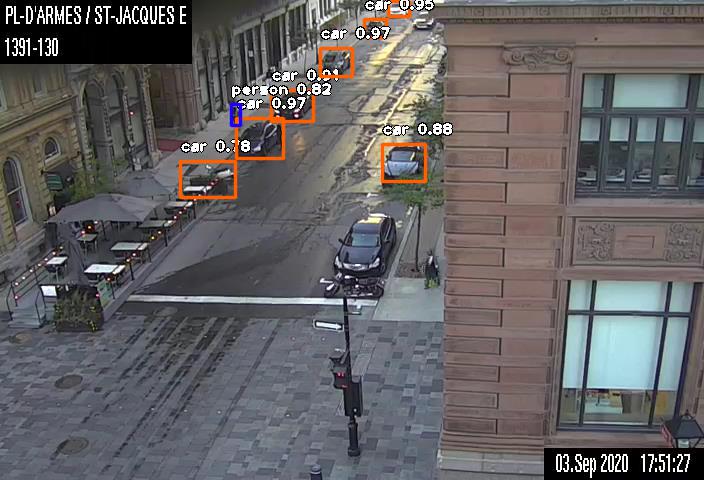 PL-D'ARMES / ST-JACQUES E
1391-130
car 0.95
car 0.97
car 0.91
person 0.82
car 0.97
car 0.88
car 0.78
03.Sep 2020 17:51:27